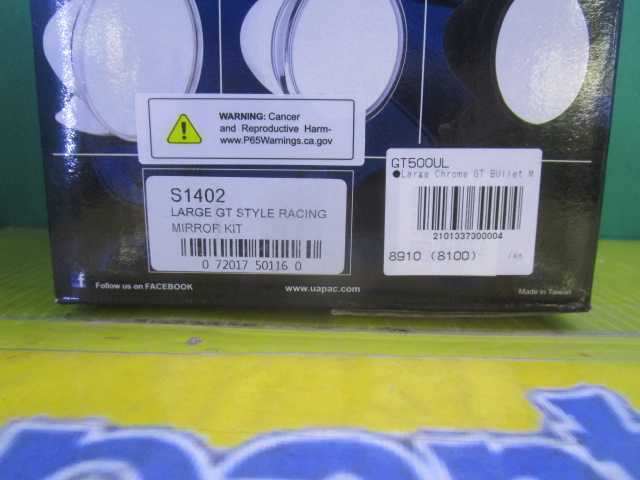 WARNING: Cancer
and Reproductive Harm-
www.P65Warnings.ca.gov
S1402
LARGE GT STYLE RACING
MIRROR KIT
0 72017 50116 0
GT500UL
●Large Chrome GT BUllet M
2101337300004
8910 (8100)
Follow us on FACEBOOK
www.uapac.com
Made in Taiwan